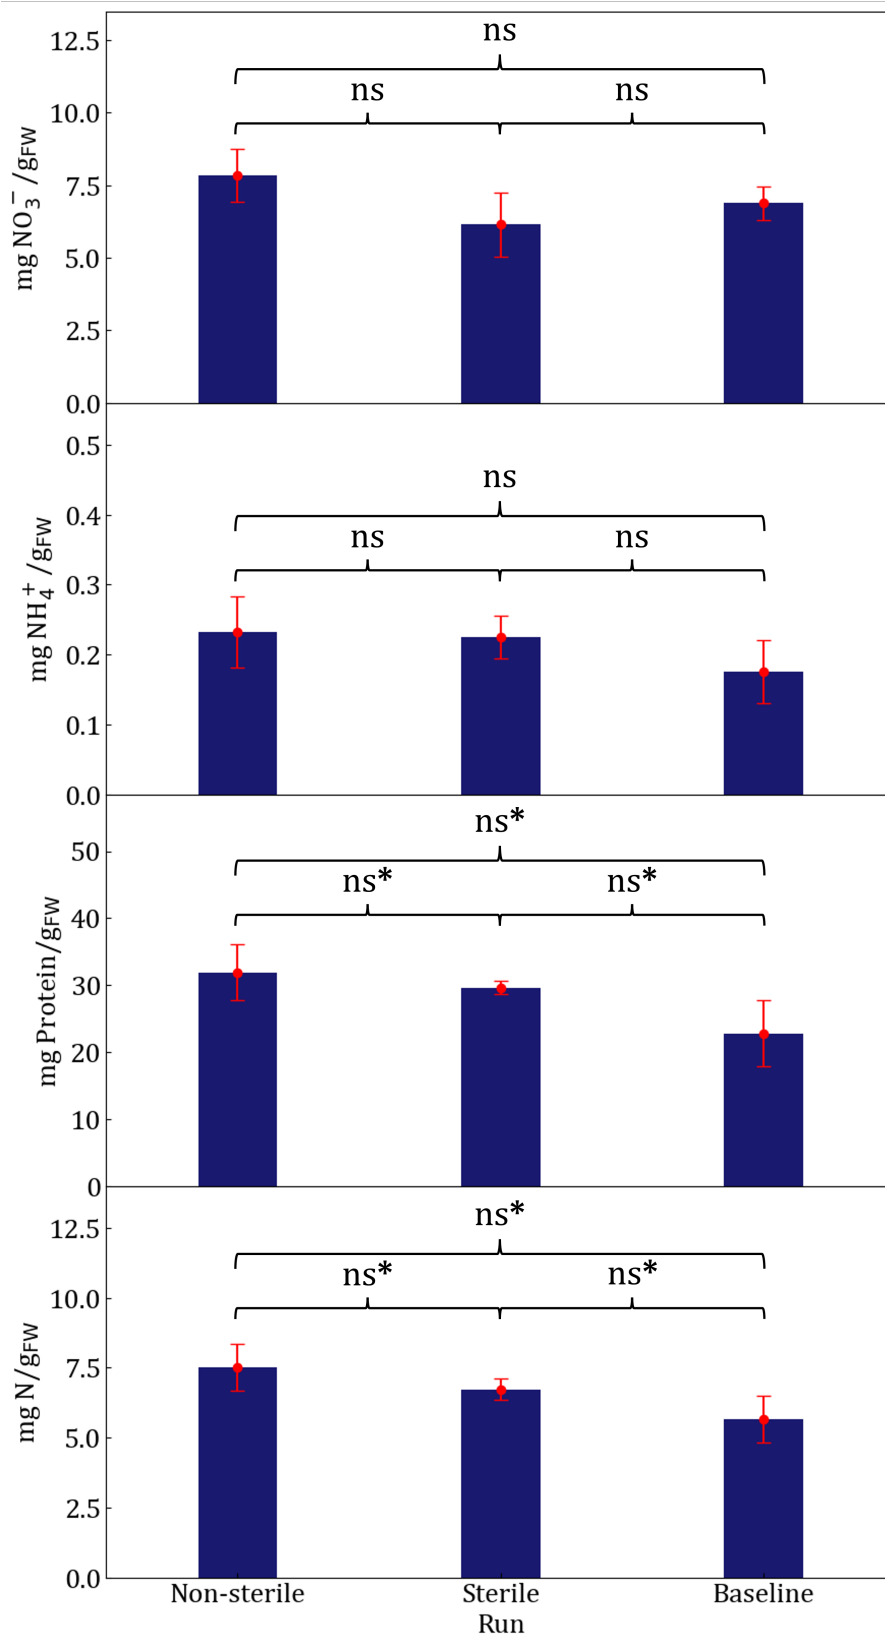 ns
ns ns
12.5
10.0
7.5
5.0
2.5
0.0
mg NO₃⁻/gFW
ns
ns ns
0.5
0.4
0.3
0.2
0.1
0.0
mg NH₄⁺/gFW
ns*
ns* ns*
50
40
30
20
10
0
mg Protein/gFW
ns*
ns* ns*
12.5
10.0
7.5
5.0
2.5
0.0
mg N/gFW
Non-sterile Sterile Baseline
Run